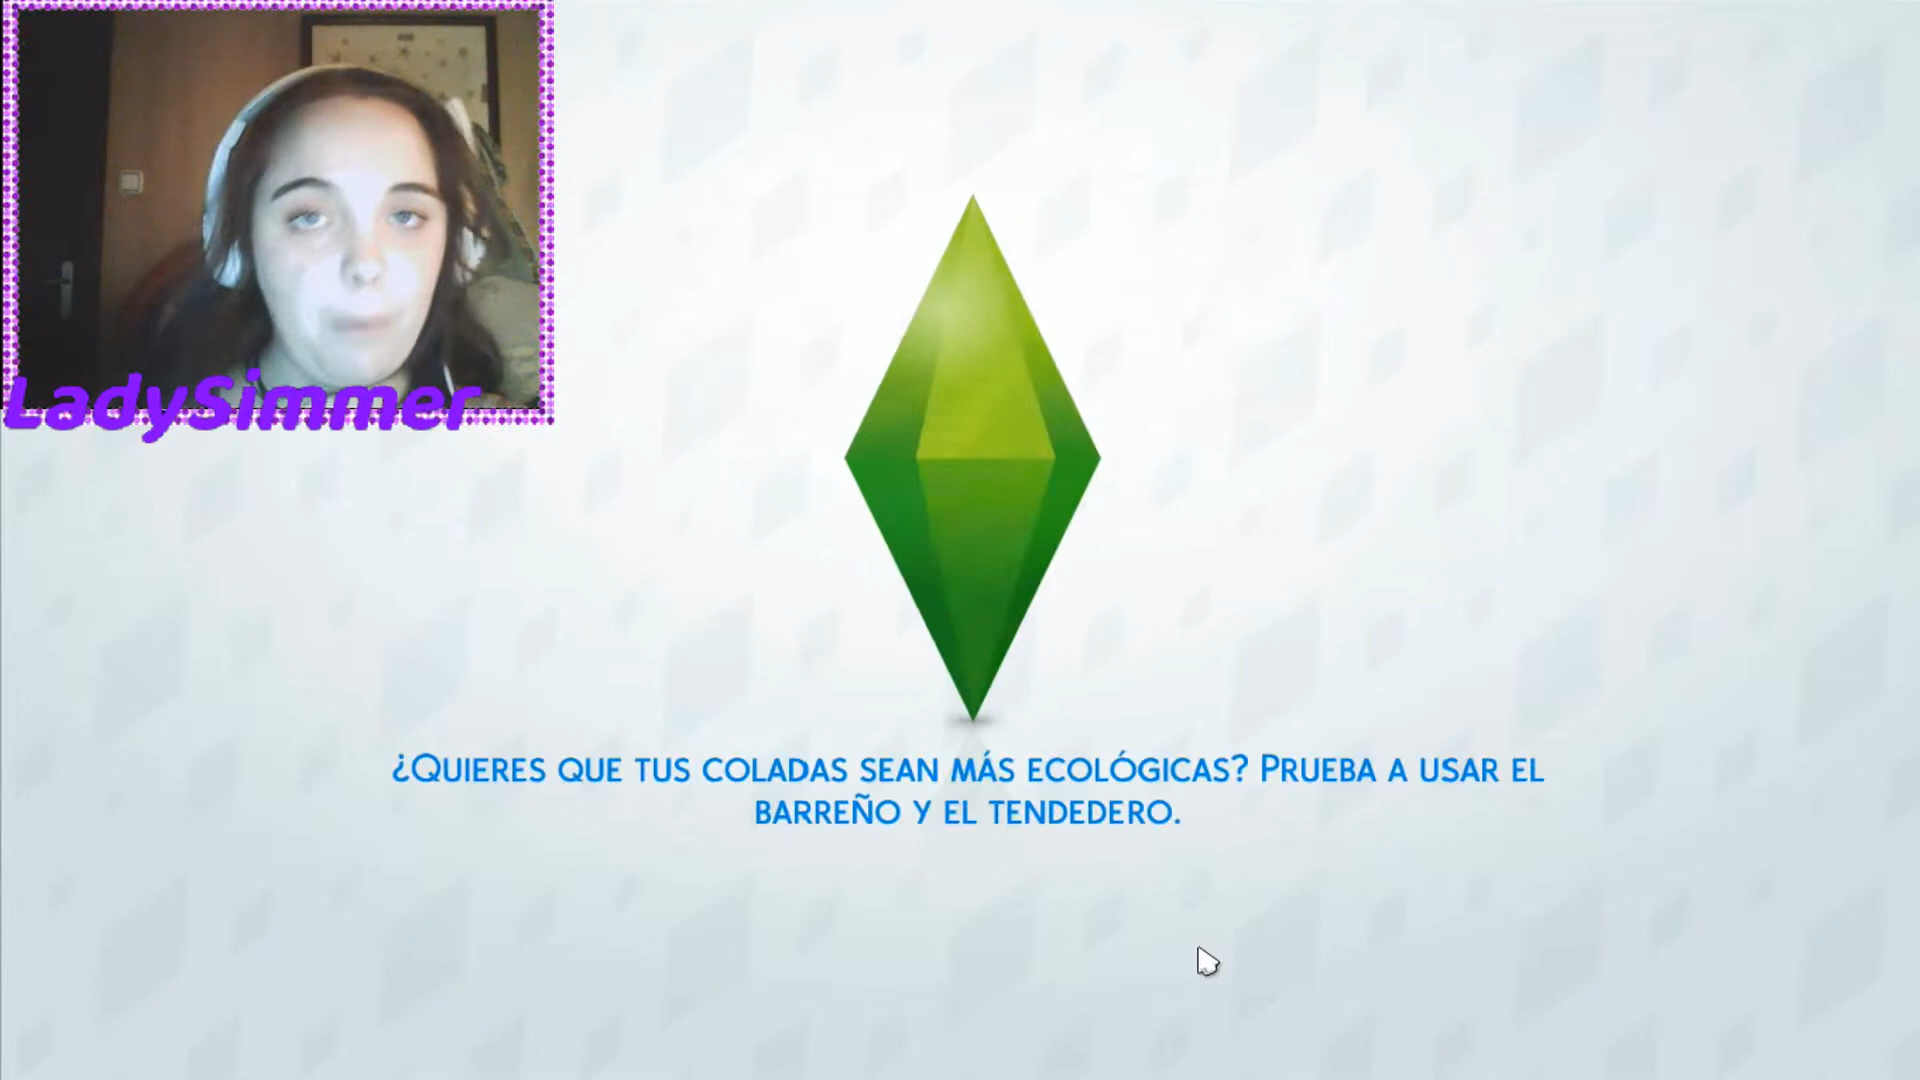 LadySimmer
¿QUIERES QUE TUS COLADAS SEAN MÁS ECOLÓGICAS? PRUEBA A USAR EL
BARREÑO Y EL TENDEDERO.